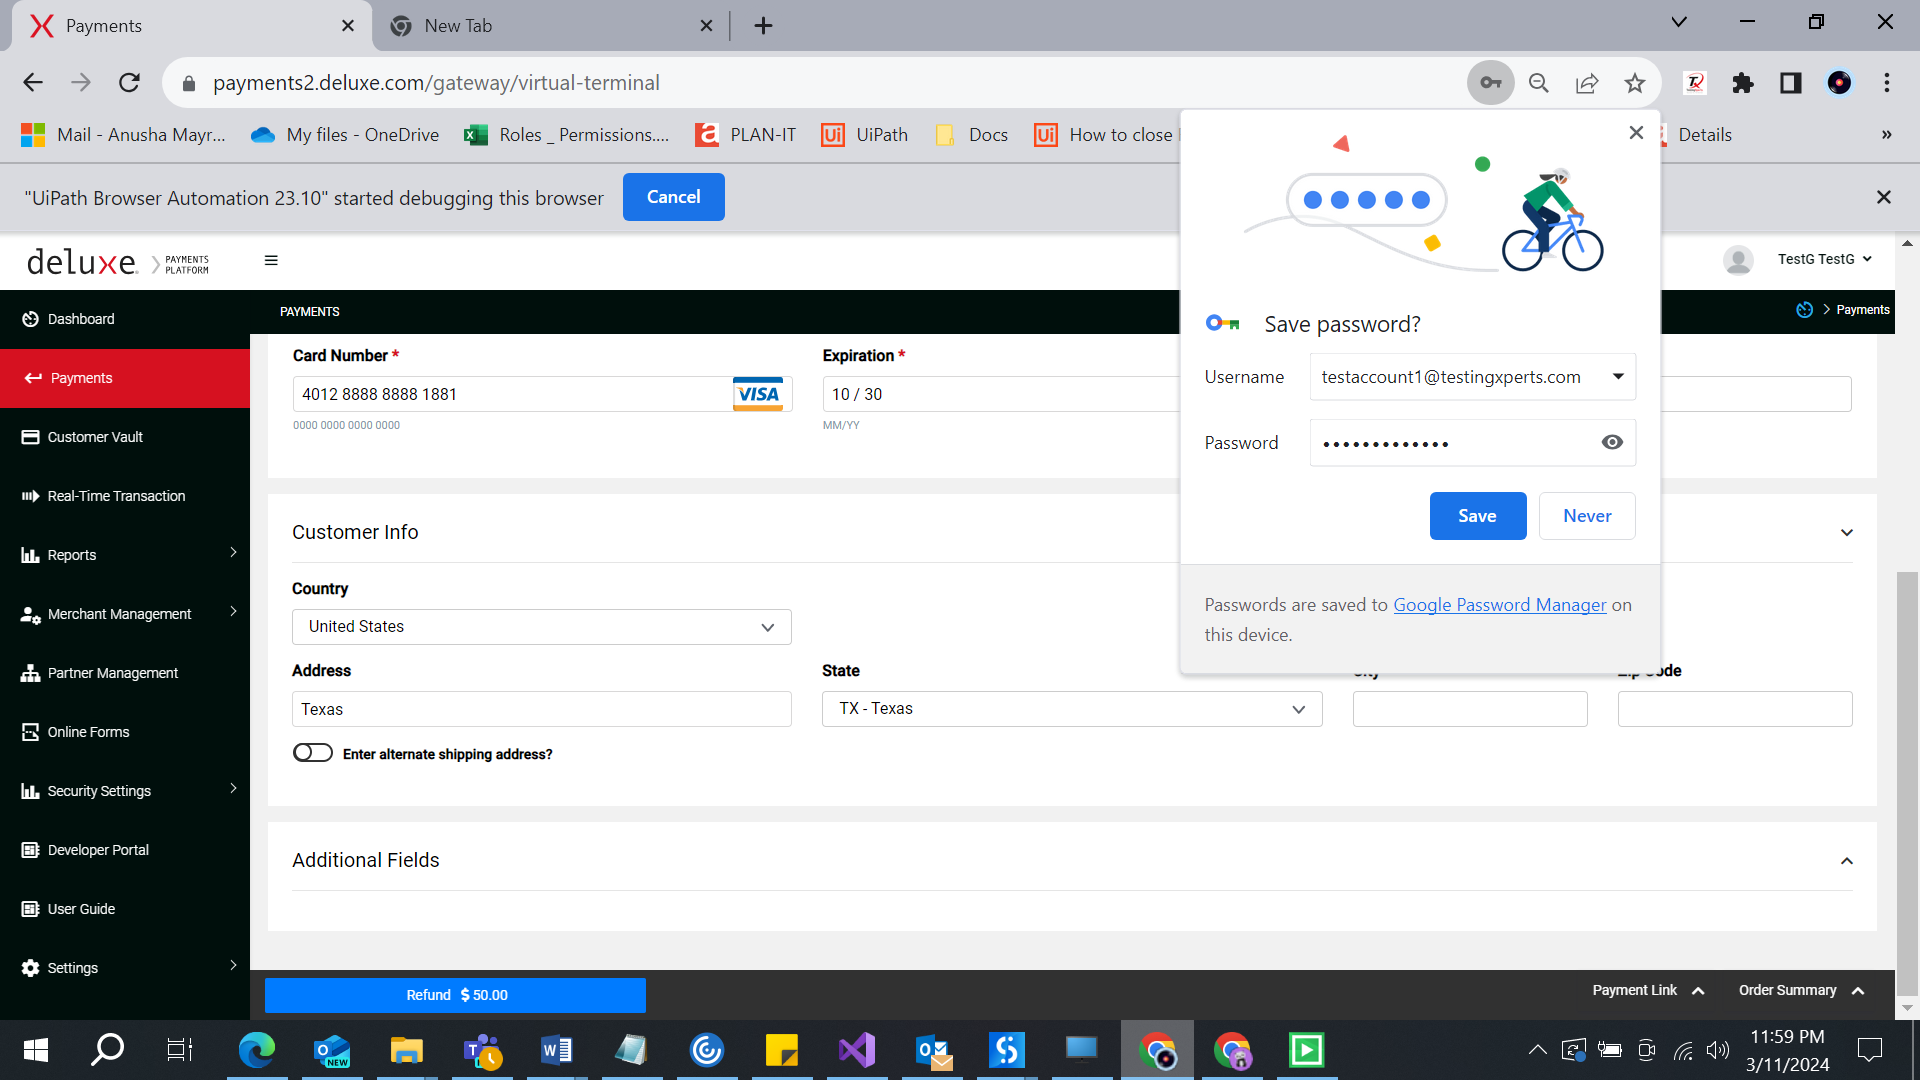 Payments
New Tab
payments2.deluxe.com/gateway/virtual-terminal
Mail - Anusha Mayr...
My files - OneDrive
Roles _ Permissions....
PLAN-IT
UiPath
Docs
How to close
Details
»
"UiPath Browser Automation 23.10" started debugging this browser
Cancel
deluxe. PAYMENTS PLATFORM
TestG TestG
Dashboard
Payments
Customer Vault
Real-Time Transaction
Reports
Merchant Management
Partner Management
Online Forms
Security Settings
Developer Portal
User Guide
Settings
PAYMENTS
Payments
Card Number *
4012 8888 8888 1881
VISA
0000 0000 0000 0000
Expiration *
10 / 30
MM/YY
Customer Info
Country
United States
Address
Texas
State
TX - Texas
Enter alternate shipping address?
Additional Fields
Refund $ 50.00
Payment Link
Order Summary
Save password?
Username
testaccount1@testingxperts.com
Password
Save
Never
Passwords are saved to Google Password Manager on
this device.
NEW
11:59 PM
3/11/2024